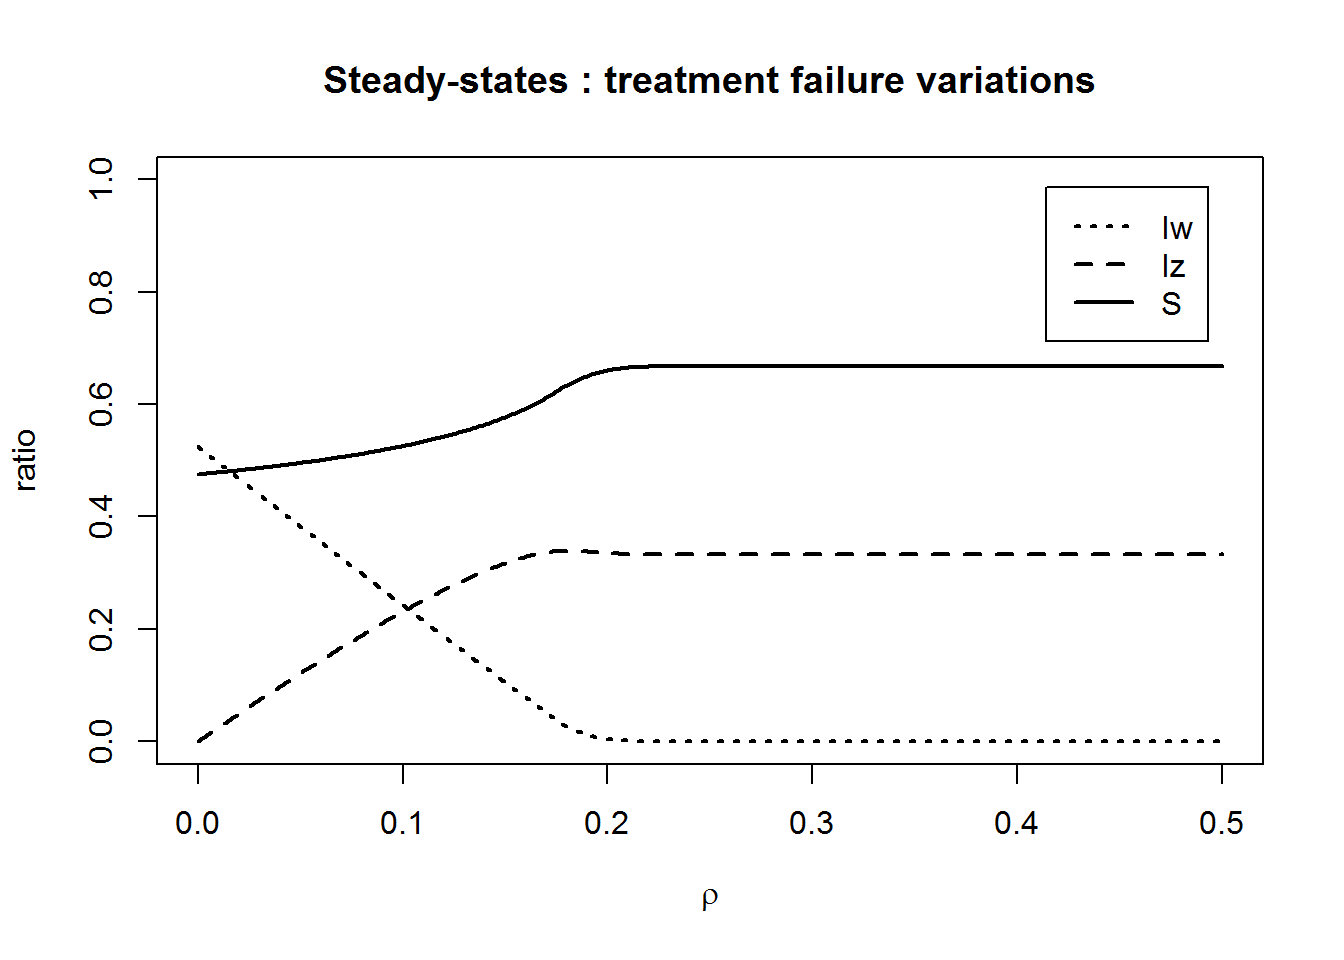 Steady-states : treatment failure variations
1.0
0.8
0.6
0.4
0.2
0.0
ratio
Iw
Iz
S
0.0 0.1 0.2 0.3 0.4 0.5
ρ